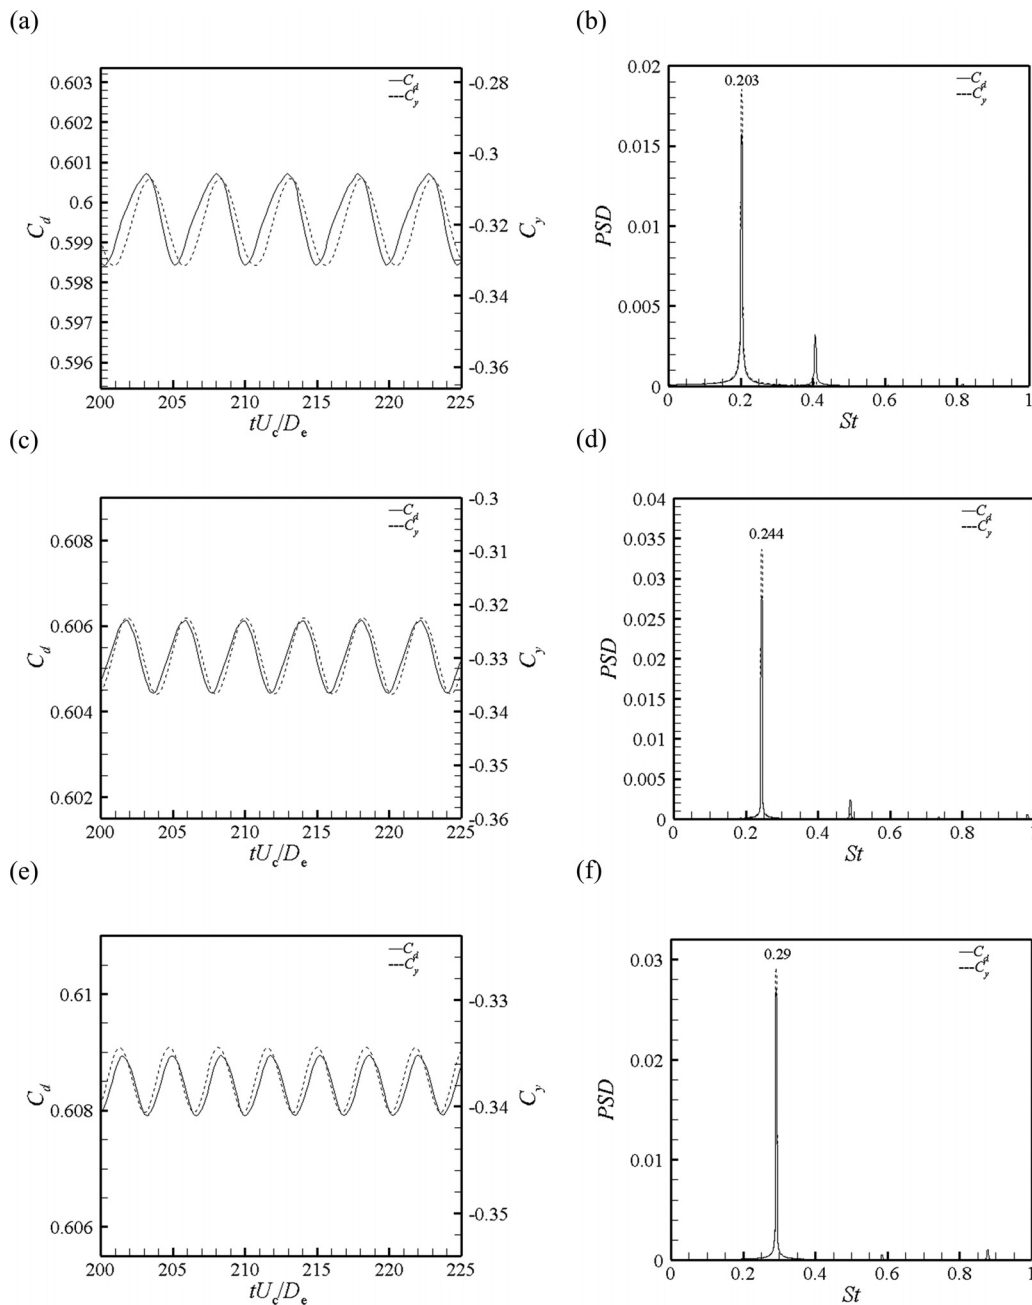 (a)
(b)
0.603
0.602
0.601
0.6
0.599
0.598
0.597
0.596
C_d
-0.28
-0.3
-0.32
-0.34
-0.36
C_y
C_d
C_y
200 205 210 215 220 225
tU_c/D_e
0.02
0.015
0.01
0.005
0
PSD
0.203
C_d
C_y
0 0.2 0.4 0.6 0.8 1
St
(c)
(d)
0.608
0.606
0.604
0.602
C_d
-0.3
-0.31
-0.32
-0.33
-0.34
-0.35
-0.36
C_y
C_d
C_y
200 205 210 215 220 225
tU_c/D_e
0.04
0.035
0.03
0.025
0.02
0.015
0.01
0.005
0
PSD
0.244
C_d
C_y
0 0.2 0.4 0.6 0.8
St
(e)
(f)
0.61
0.608
0.606
C_d
-0.33
-0.34
-0.35
C_y
C_d
C_y
200 205 210 215 220 225
tU_c/D_e
0.03
0.02
0.01
0
PSD
0.29
C_d
C_y
0 0.2 0.4 0.6 0.8 1
St